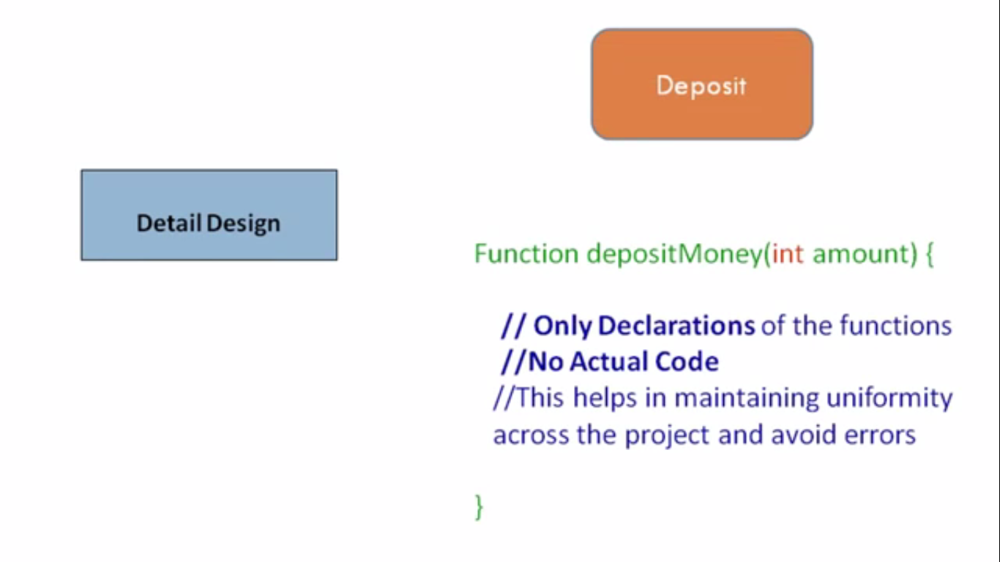 Deposit
Detail Design
Function depositMoney(int amount) {
// Only Declarations of the functions
//No Actual Code
//This helps in maintaining uniformity
across the project and avoid errors
}